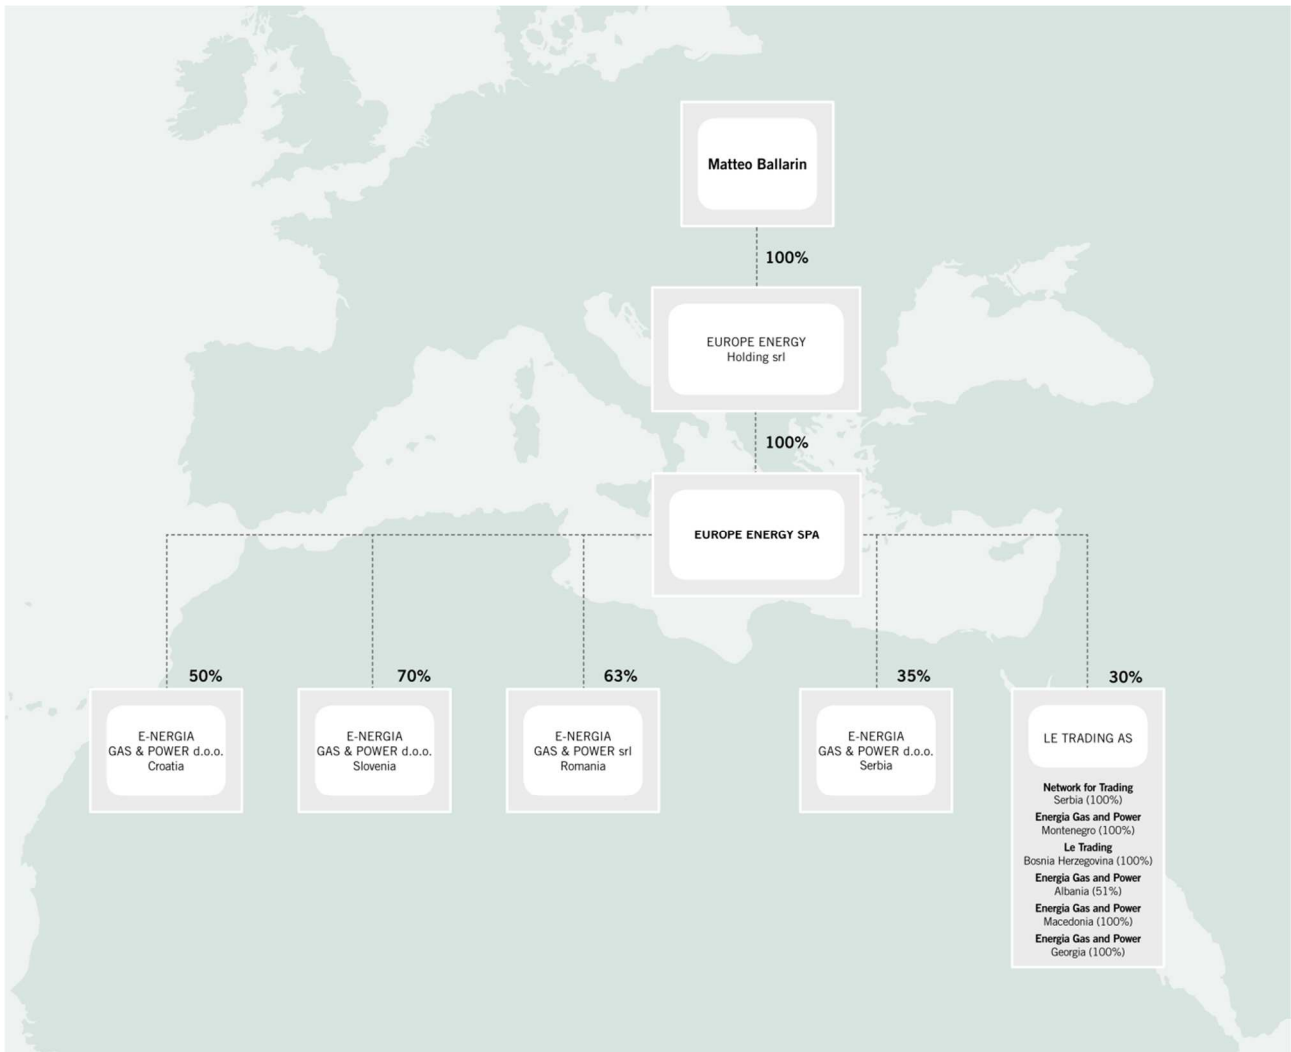 Matteo Ballarin
100%
EUROPE ENERGY
Holding srl
100%
EUROPE ENERGY SPA
50%
E-NERGIA
GAS & POWER d.o.o.
Croatia
70%
E-NERGIA
GAS & POWER d.o.o.
Slovenia
63%
E-NERGIA
GAS & POWER srl
Romania
35%
E-NERGIA
GAS & POWER d.o.o.
Serbia
30%
LE TRADING AS
Network for Trading
Serbia (100%)
Energia Gas and Power
Montenegro (100%)
Le Trading
Bosnia Herzegovina (100%)
Energia Gas and Power
Albania (51%)
Energia Gas and Power
Macedonia (100%)
Energia Gas and Power
Georgia (100%)